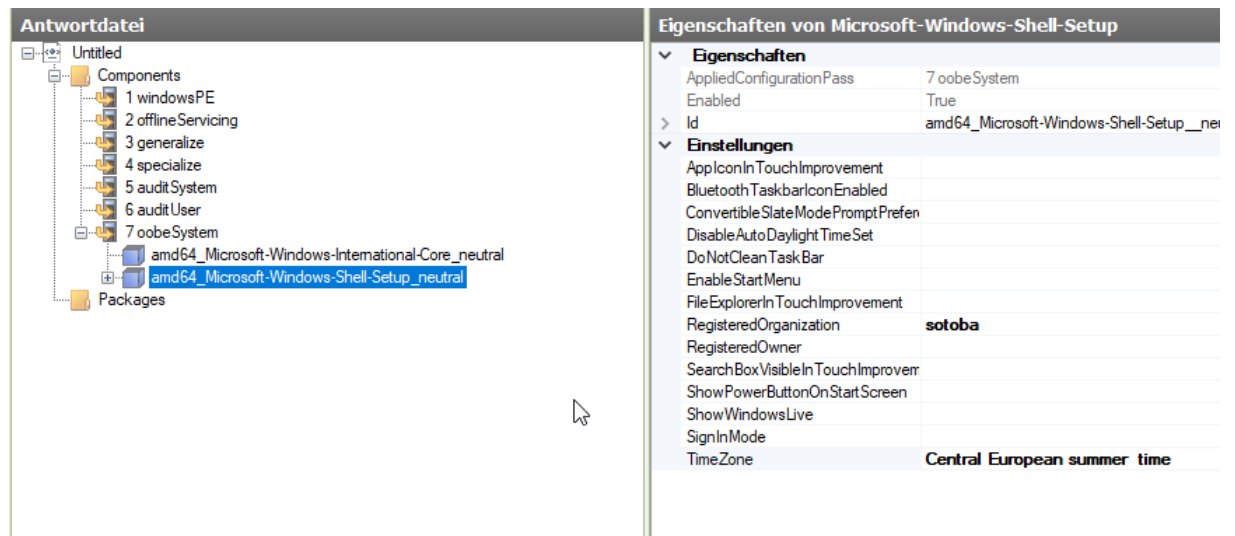 Antwortdatei
Untitled
Components
1 windowsPE
2 offlineServicing
3 generalize
4 specialize
5 auditSystem
6 auditUser
7 oobeSystem
amd64_Microsoft-Windows-International-Core_neutral
amd64_Microsoft-Windows-Shell-Setup_neutral
Packages
Eigenschaften von Microsoft-Windows-Shell-Setup
Eigenschaften
AppliedConfigurationPass 7 oobeSystem
Enabled True
Id amd64_Microsoft-Windows-Shell-Setup__neu
Einstellungen
AppIconInTouchImprovement
BluetoothTaskbarIconEnabled
ConvertibleSlateModePromptPrefere
DisableAutoDaylightTimeSet
DoNotCleanTaskBar
EnableStartMenu
FileExplorerInTouchImprovement
RegisteredOrganization sotoba
RegisteredOwner
SearchBoxVisibleInTouchImprovem
ShowPowerButtonOnStartScreen
ShowWindowsLive
SignInMode
TimeZone Central European summer time